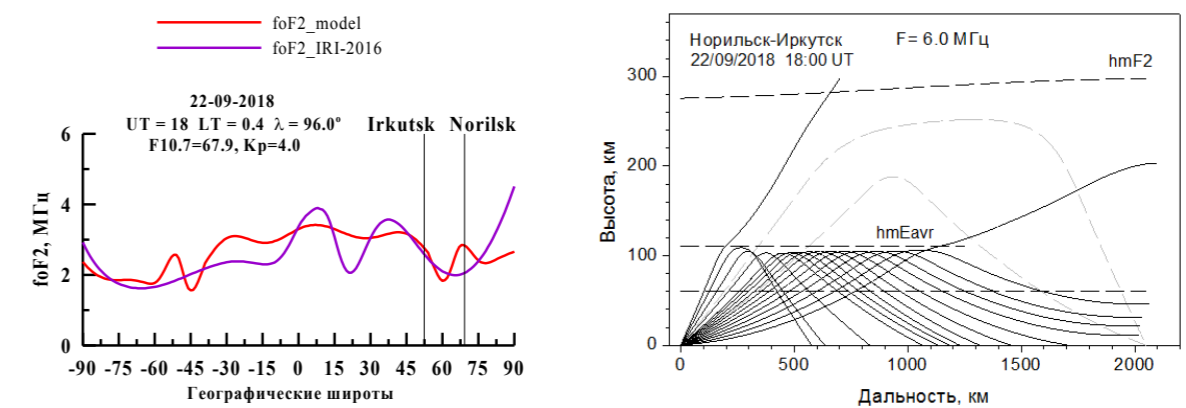 foF2_model
foF2_IRI-2016
22-09-2018
UT = 18 LT = 0.4 λ = 96.0º
F10.7=67.9, Kp=4.0
Irkutsk Norilsk
foF2, МГц
6
4
2
0
-90 -75 -60 -45 -30 -15 0 15 30 45 60 75 90
Географические широты
Норильск-Иркутск F= 6.0 МГц
22/09/2018 18:00 UT
hmF2
hmEavr
Высота, км
300
200
100
0
0 500 1000 1500 2000
Дальность, км